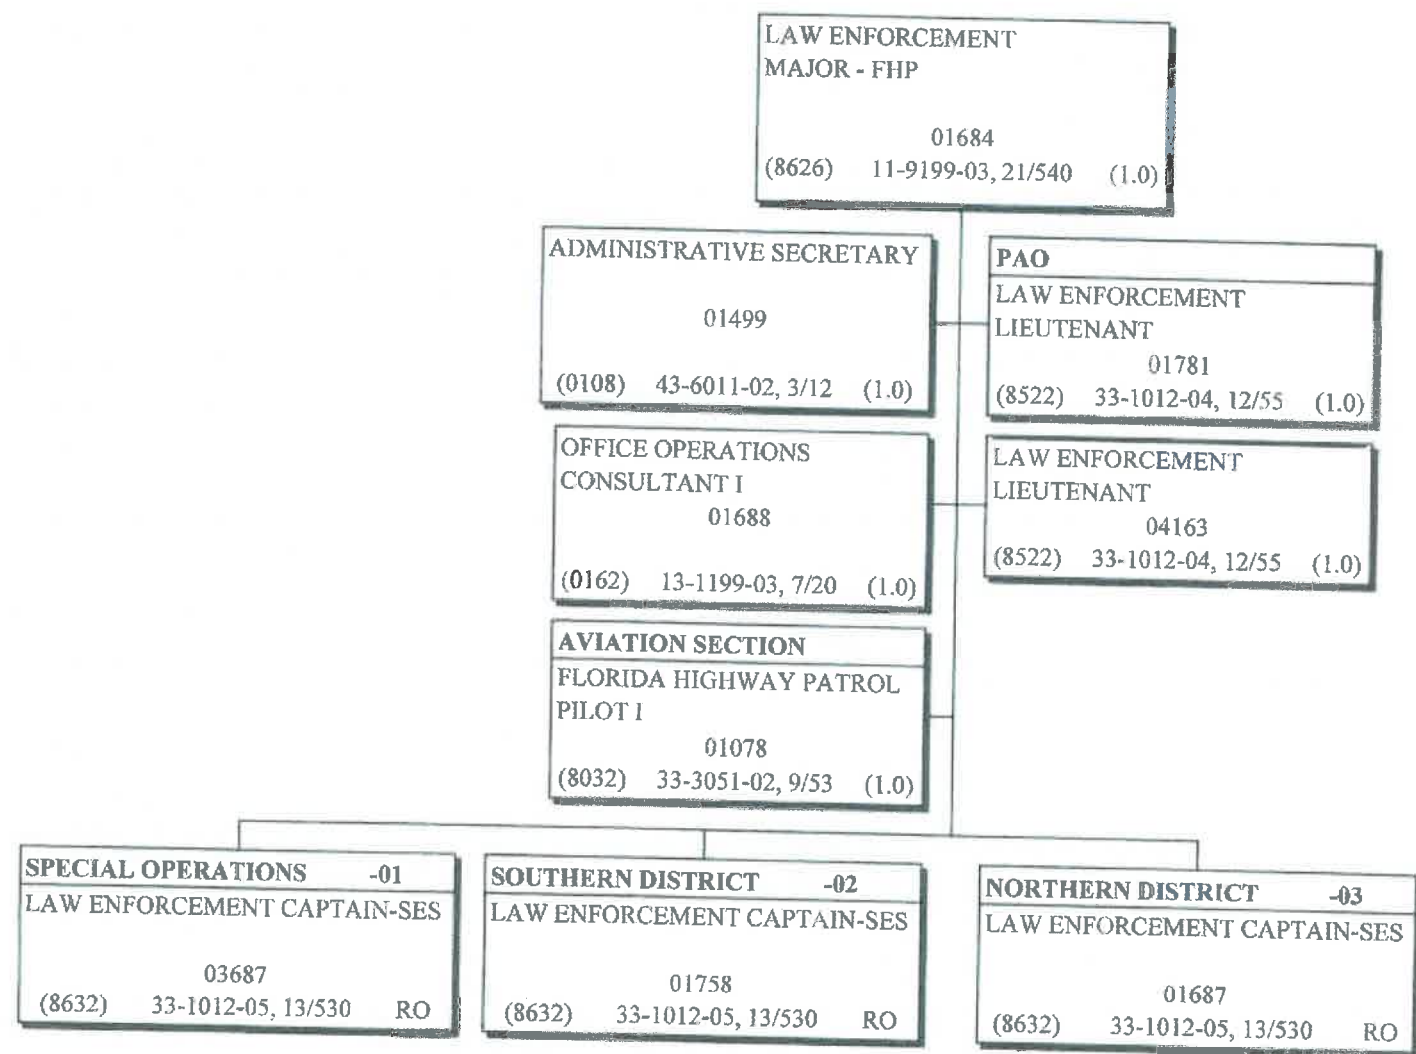 LAW ENFORCEMENT
MAJOR - FHP
01684
(8626) 11-9199-03, 21/540 (1.0)
ADMINISTRATIVE SECRETARY
01499
(0108) 43-6011-02, 3/12 (1.0)
PAO
LAW ENFORCEMENT
LIEUTENANT
01781
(8522) 33-1012-04, 12/55 (1.0)
OFFICE OPERATIONS
CONSULTANT I
01688
(0162) 13-1199-03, 7/20 (1.0)
LAW ENFORCEMENT
LIEUTENANT
04163
(8522) 33-1012-04, 12/55 (1.0)
AVIATION SECTION
FLORIDA HIGHWAY PATROL
PILOT I
01078
(8032) 33-3051-02, 9/53 (1.0)
SPECIAL OPERATIONS -01
LAW ENFORCEMENT CAPTAIN-SES
03687
(8632) 33-1012-05, 13/530 RO
SOUTHERN DISTRICT -02
LAW ENFORCEMENT CAPTAIN-SES
01758
(8632) 33-1012-05, 13/530 RO
NORTHERN DISTRICT -03
LAW ENFORCEMENT CAPTAIN-SES
01687
(8632) 33-1012-05, 13/530 RO